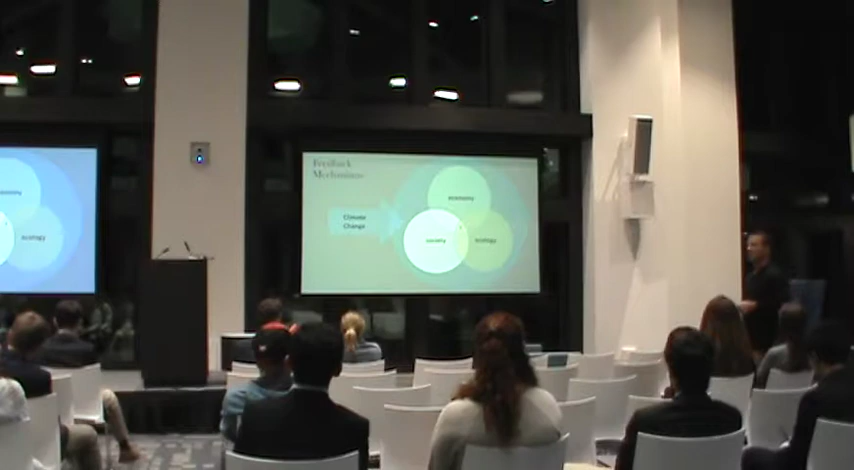 Feedback
Mechanisms
economy
Climate
Change
society
ecology
economy
ecology